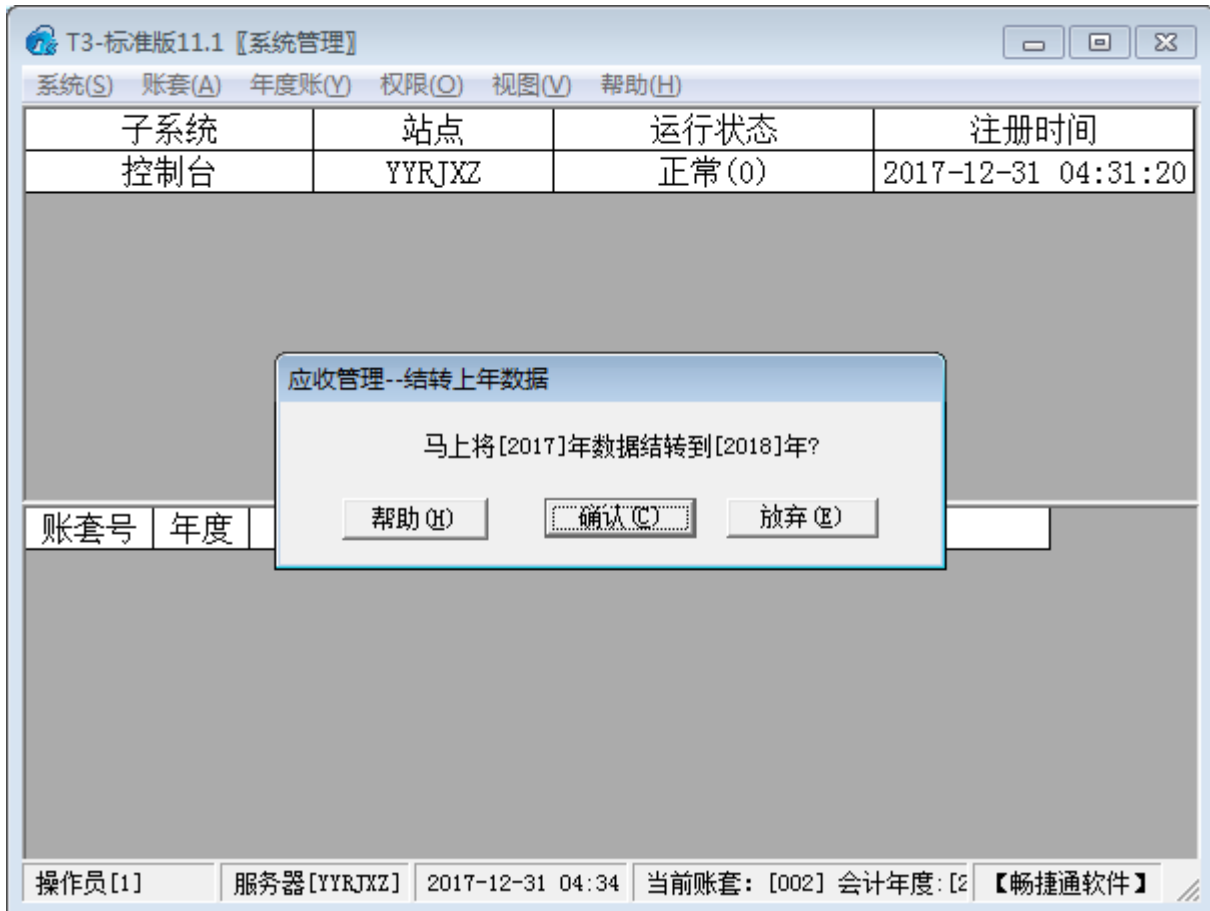 T3-标准版11.1〖系统管理〗
系统(S) 账套(A) 年度账(Y) 权限(O) 视图(V) 帮助(H)
子系统 站点 运行状态 注册时间
控制台 YYRJXZ 正常(0) 2017-12-31 04:31:20
应收管理--结转上年数据
马上将[2017]年数据结转到[2018]年?
帮助(H) 确认(C) 放弃(E)
账套号 年度
操作员[1] 服务器[YYRJXZ] 2017-12-31 04:34 当前账套: [002] 会计年度:[2 【畅捷通软件】